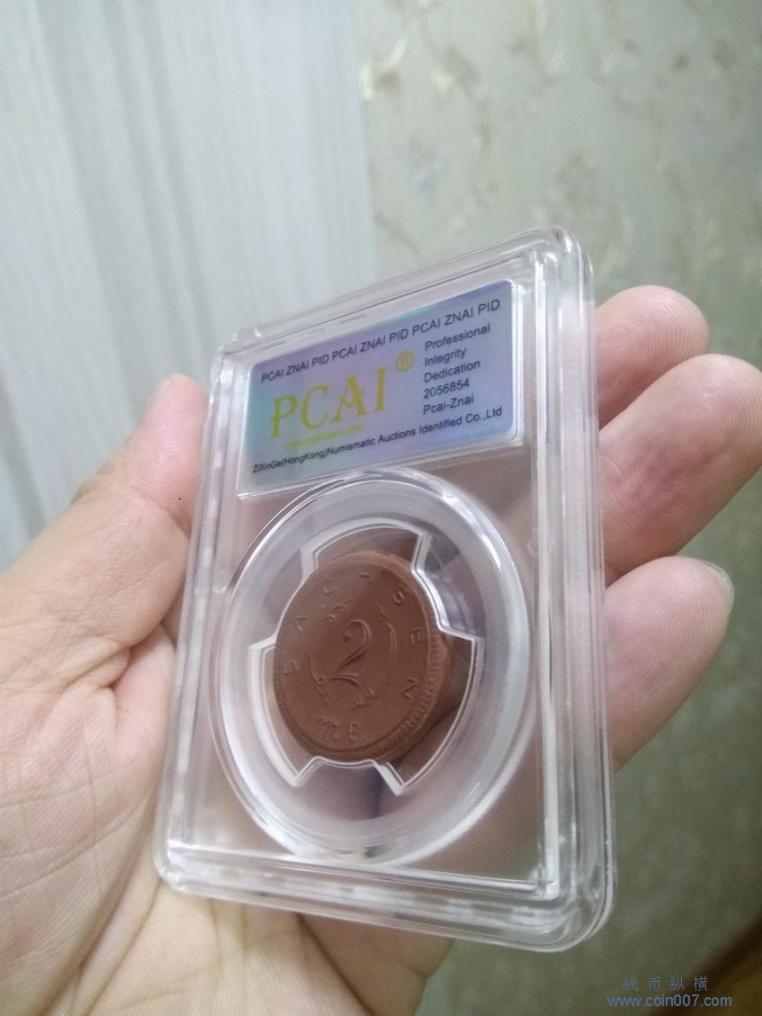 PCAI ZNAI PID PCAI ZNAI PID PCAI ZNAI PID
PCAI®
Professional
Integrity
Dedication
2056854
Pcai-Znai
ZiXinGe(HongKong)Numismatic Auctions Identified Co.,Ltd
SACHSEN
2
钱币纵横
www.coin007.com